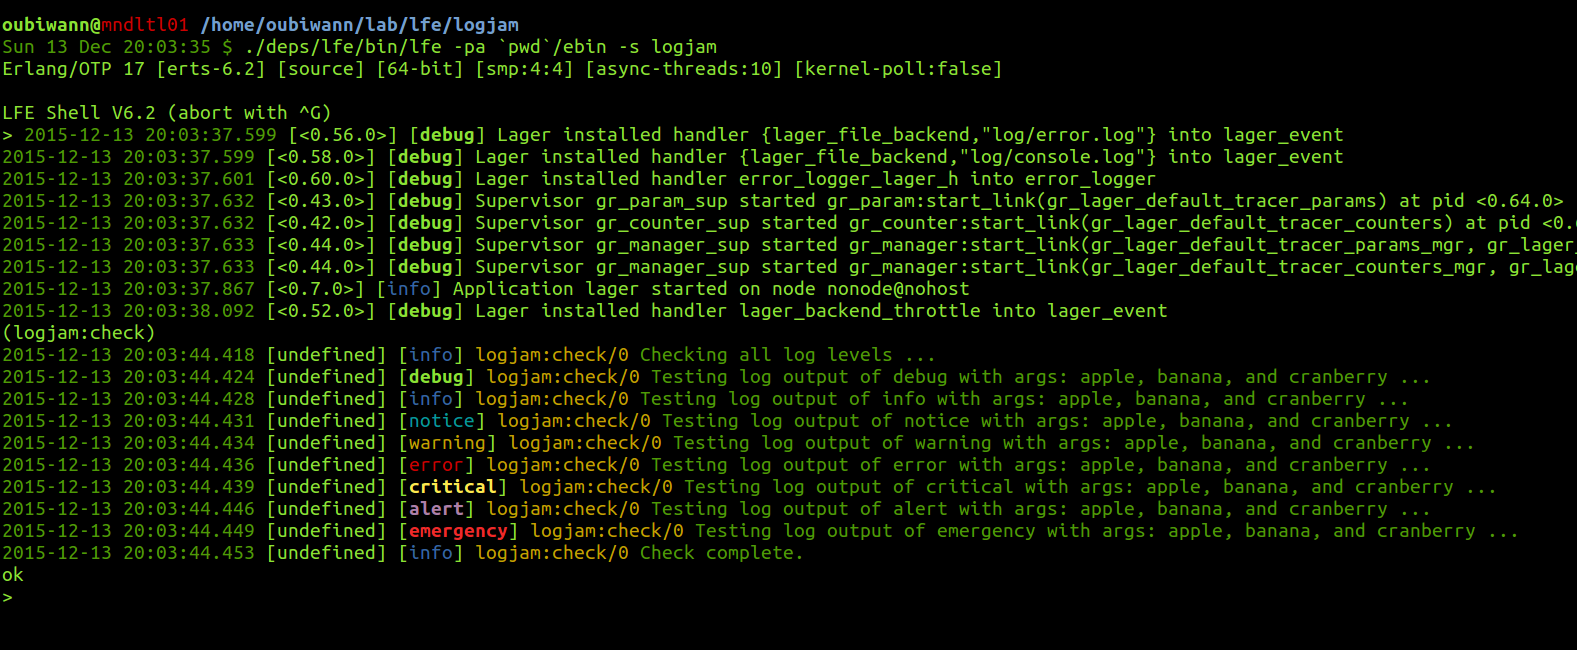 oubiwann@mndltl01 /home/oubiwann/lab/lfe/logjam
Sun 13 Dec 20:03:35 $ ./deps/lfe/bin/lfe -pa `pwd`/ebin -s logjam
Erlang/OTP 17 [erts-6.2] [source] [64-bit] [smp:4:4] [async-threads:10] [kernel-poll:false]
LFE Shell V6.2 (abort with ^G)
> 2015-12-13 20:03:37.599 [<0.56.0>] [debug] Lager installed handler {lager_file_backend,"log/error.log"} into lager_event
2015-12-13 20:03:37.599 [<0.58.0>] [debug] Lager installed handler {lager_file_backend,"log/console.log"} into lager_event
2015-12-13 20:03:37.601 [<0.60.0>] [debug] Lager installed handler error_logger_lager_h into error_logger
2015-12-13 20:03:37.632 [<0.43.0>] [debug] Supervisor gr_param_sup started gr_param:start_link(gr_lager_default_tracer_params) at pid <0.64.0>
2015-12-13 20:03:37.632 [<0.42.0>] [debug] Supervisor gr_counter_sup started gr_counter:start_link(gr_lager_default_tracer_counters) at pid <0.
2015-12-13 20:03:37.633 [<0.44.0>] [debug] Supervisor gr_manager_sup started gr_manager:start_link(gr_lager_default_tracer_params_mgr, gr_lager_
2015-12-13 20:03:37.633 [<0.44.0>] [debug] Supervisor gr_manager_sup started gr_manager:start_link(gr_lager_default_tracer_counters_mgr, gr_lage
2015-12-13 20:03:37.867 [<0.7.0>] [info] Application lager started on node nonode@nohost
2015-12-13 20:03:38.092 [<0.52.0>] [debug] Lager installed handler lager_backend_throttle into lager_event
(logjam:check)
2015-12-13 20:03:44.418 [undefined] [info] logjam:check/0 Checking all log levels ...
2015-12-13 20:03:44.424 [undefined] [debug] logjam:check/0 Testing log output of debug with args: apple, banana, and cranberry ...
2015-12-13 20:03:44.428 [undefined] [info] logjam:check/0 Testing log output of info with args: apple, banana, and cranberry ...
2015-12-13 20:03:44.431 [undefined] [notice] logjam:check/0 Testing log output of notice with args: apple, banana, and cranberry ...
2015-12-13 20:03:44.434 [undefined] [warning] logjam:check/0 Testing log output of warning with args: apple, banana, and cranberry ...
2015-12-13 20:03:44.436 [undefined] [error] logjam:check/0 Testing log output of error with args: apple, banana, and cranberry ...
2015-12-13 20:03:44.439 [undefined] [critical] logjam:check/0 Testing log output of critical with args: apple, banana, and cranberry ...
2015-12-13 20:03:44.446 [undefined] [alert] logjam:check/0 Testing log output of alert with args: apple, banana, and cranberry ...
2015-12-13 20:03:44.449 [undefined] [emergency] logjam:check/0 Testing log output of emergency with args: apple, banana, and cranberry ...
2015-12-13 20:03:44.453 [undefined] [info] logjam:check/0 Check complete.
ok
>